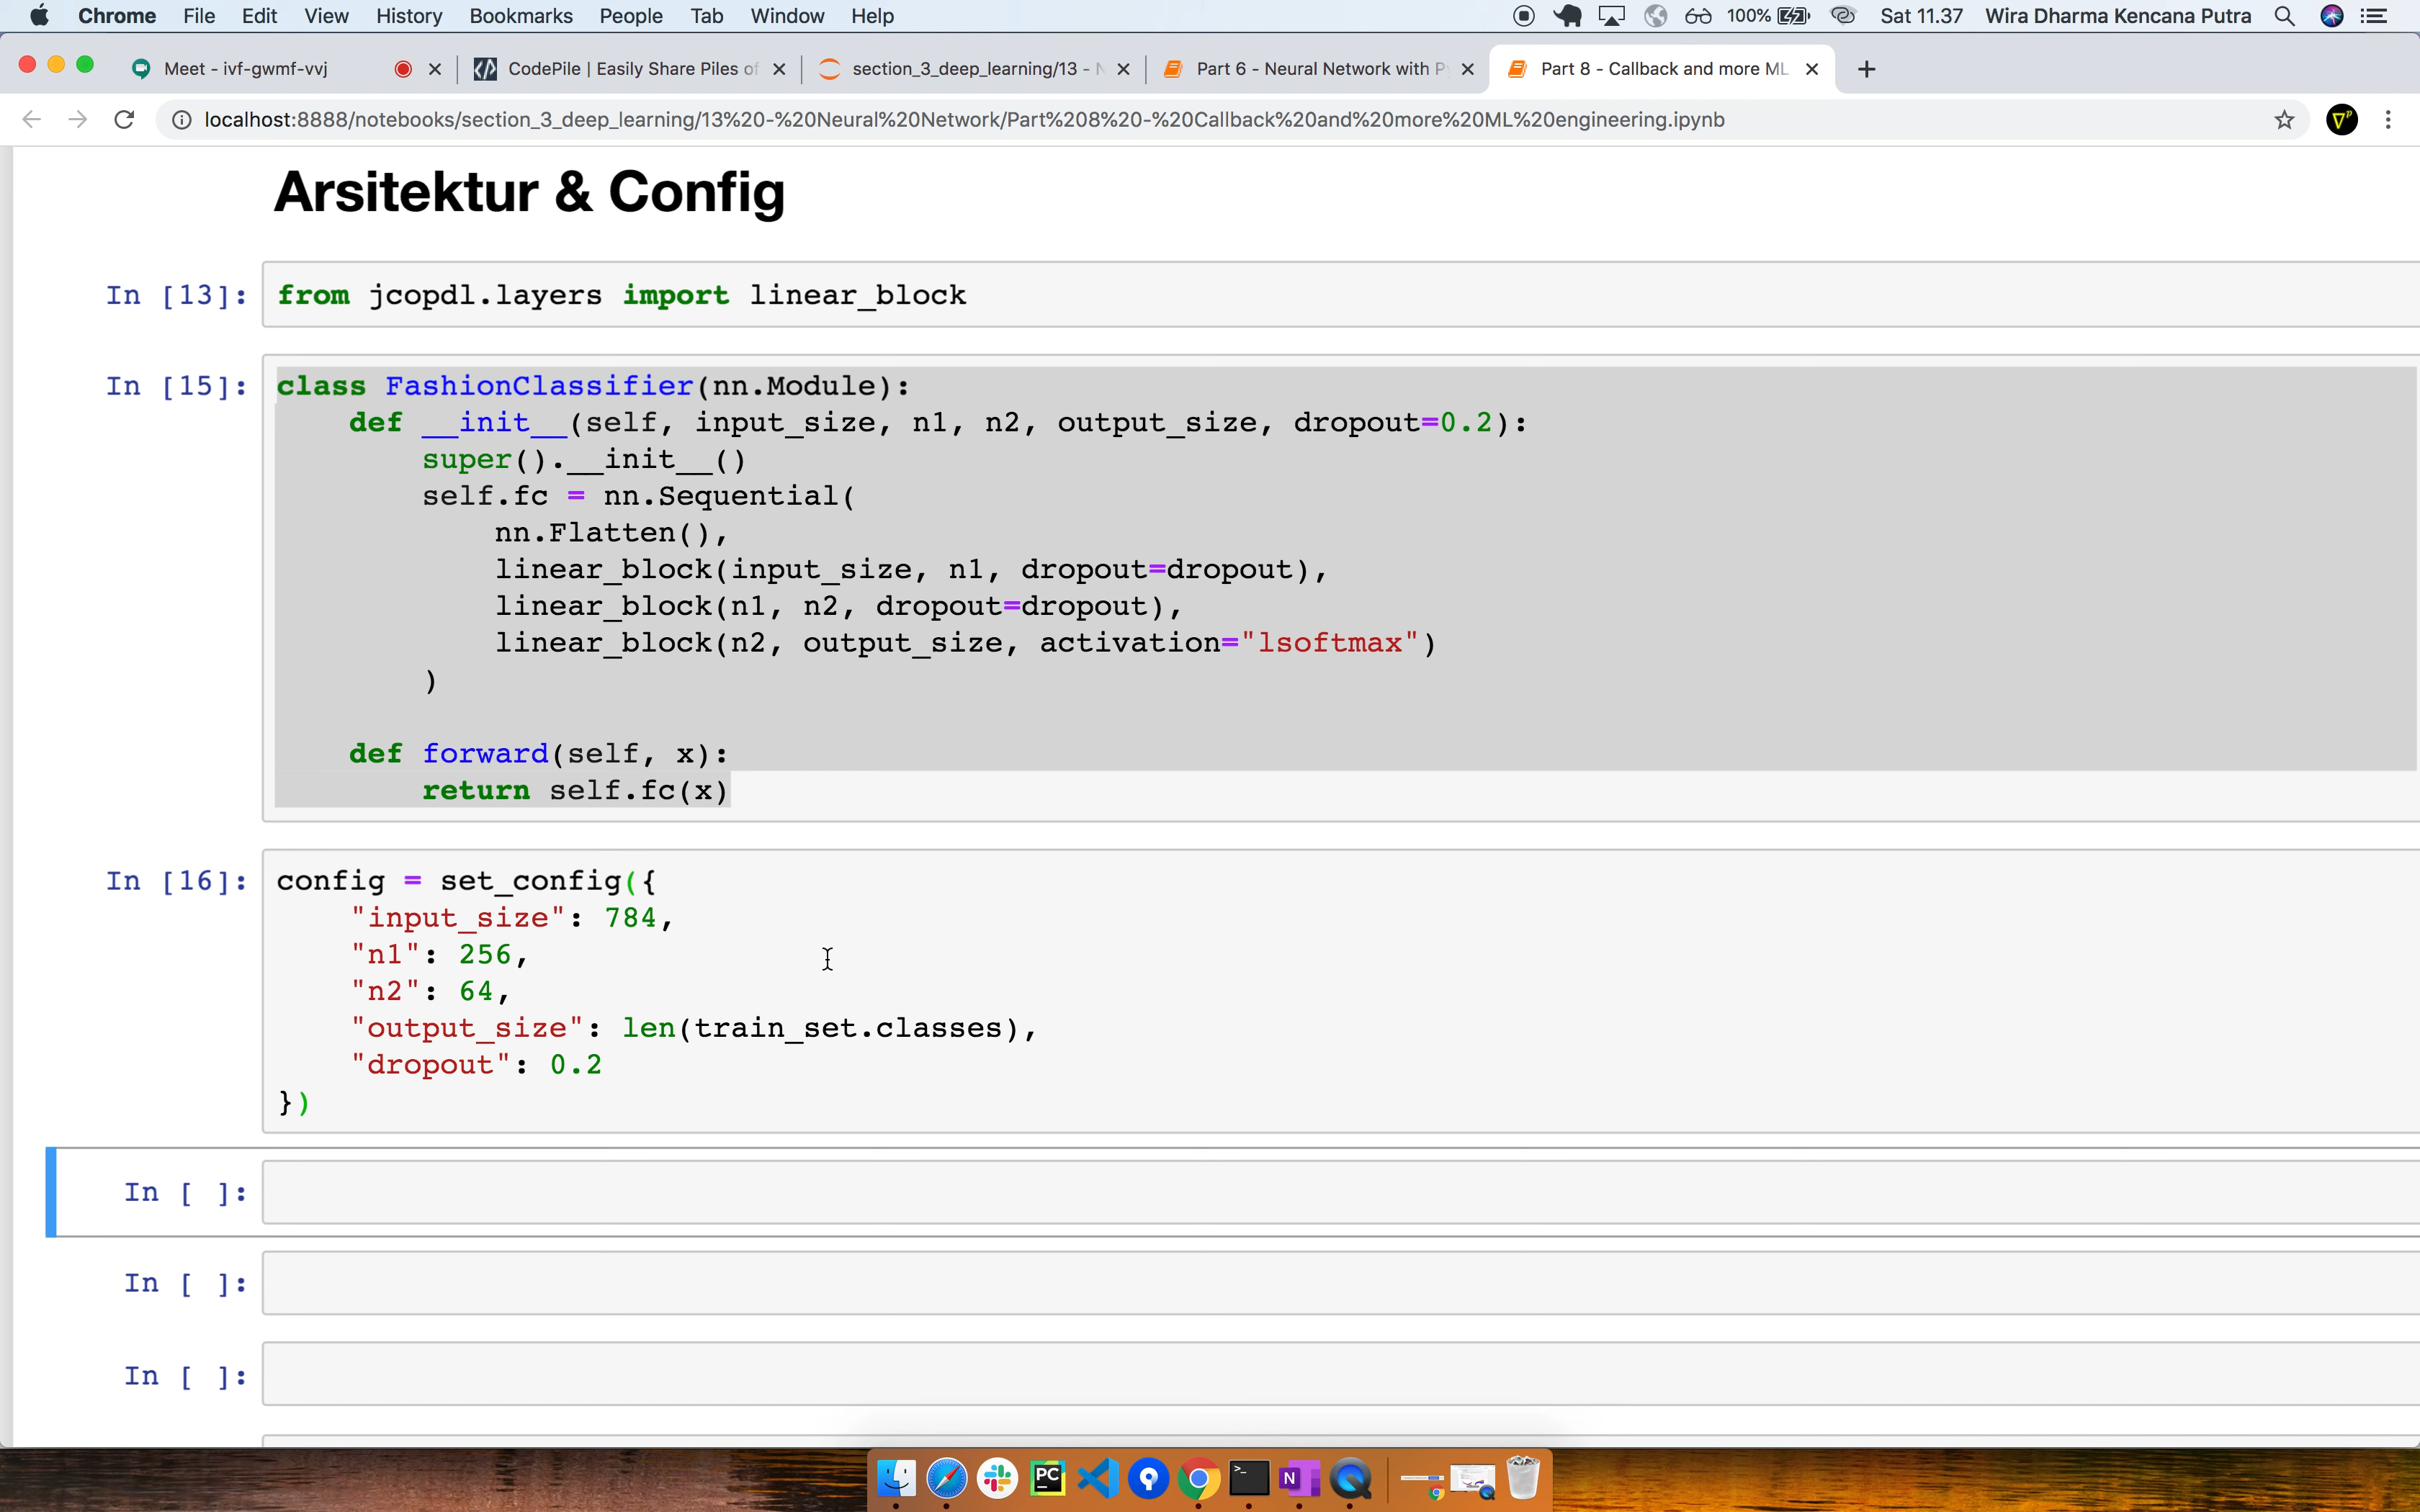 Chrome File Edit View History Bookmarks People Tab Window Help 100% Sat 11.37 Wira Dharma Kencana Putra
Meet - ivf-gwmf-vvj CodePile | Easily Share Piles of section_3_deep_learning/13 - Part 6 - Neural Network with P Part 8 - Callback and more ML
localhost:8888/notebooks/section_3_deep_learning/13%20-%20Neural%20Network/Part%208%20-%20Callback%20and%20more%20ML%20engineering.ipynb
Arsitektur & Config
In [13]: from jcopdl.layers import linear_block
In [15]: class FashionClassifier(nn.Module):
def __init__(self, input_size, n1, n2, output_size, dropout=0.2):
super().__init__()
self.fc = nn.Sequential(
nn.Flatten(),
linear_block(input_size, n1, dropout=dropout),
linear_block(n1, n2, dropout=dropout),
linear_block(n2, output_size, activation="lsoftmax")
)
def forward(self, x):
return self.fc(x)
In [16]: config = set_config({
"input_size": 784,
"n1": 256,
"n2": 64,
"output_size": len(train_set.classes),
"dropout": 0.2
})
In [ ]:
In [ ]:
In [ ]: